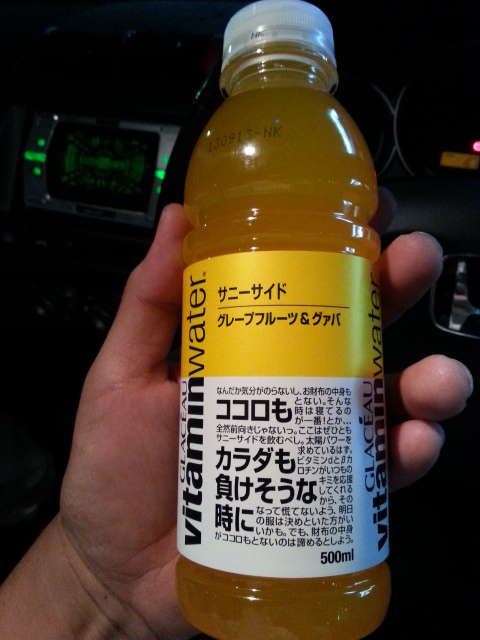 NK
130913-NK
GLACEAU
vitaminwater®
サニーサイド
グレープフルーツ&グァバ
なんだか気分がのらないし、お財布の中身も
ココロも
とない。そんな
時は寝てるの
が一番!とか…
全然前向きじゃないっ。ここはぜひとも
サニーサイドを飲むべし。太陽パワーを
カラダも
負けそうな
時に
求めているはず。
ビタミンdとβカ
ロチンがいつもの
キミを応援
してくれる
から、その
なって慌てないよう、明日
の服は決めといた方がい
いかも。でも、財布の中身
がココロもとないのは諦めるとしよう。
500ml
GLACEAU
vitaminwater